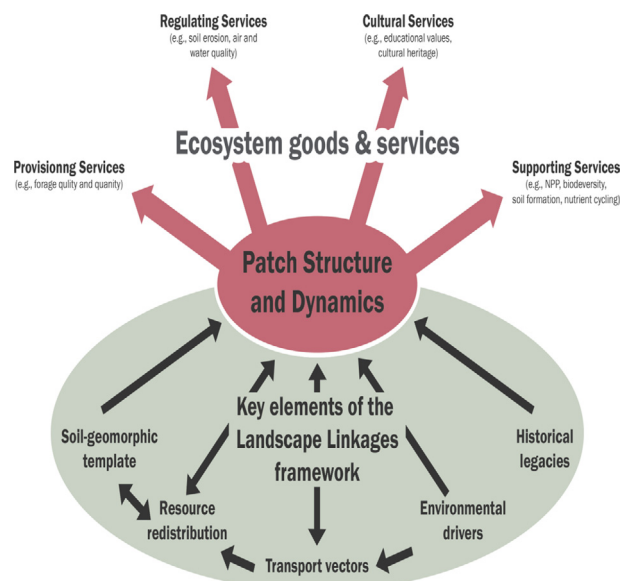 Regulating Services
(e.g., soil erosion, air and
water quality)
Cultural Services
(e.g., educational values,
cultural heritage)
Ecosystem goods & services
Provisionng Services
(e.g., forage qulity and quanity)
Supporting Services
(e.g., NPP, biodeversity,
soil formation, nutrient cycling)
Patch Structure
and Dynamics
Key elements of the
Landscape Linkages
framework
Soil-geomorphic
template
Historical
legacies
Resource
redistribution
Environmental
drivers
Transport vectors